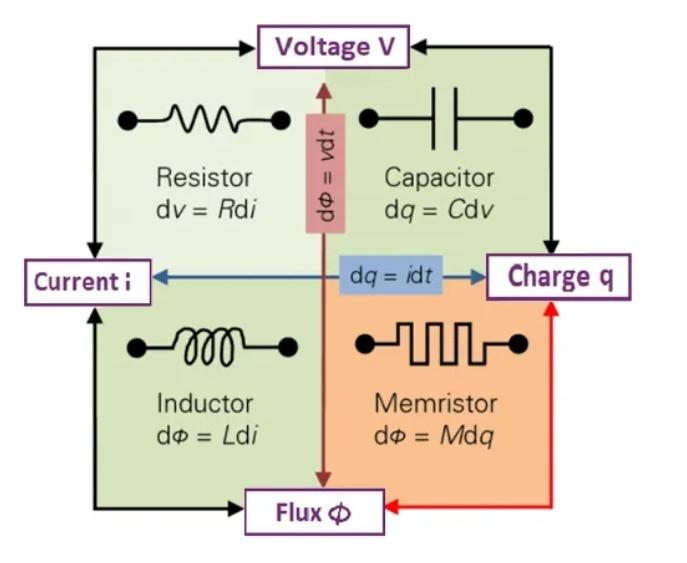 Voltage V
Resistor
dv = Rdi
dΦ = vdt
Capacitor
dq = Cdv
Current i
dq = idt
Charge q
Inductor
dΦ = Ldi
Memristor
dΦ = Mdq
Flux Φ